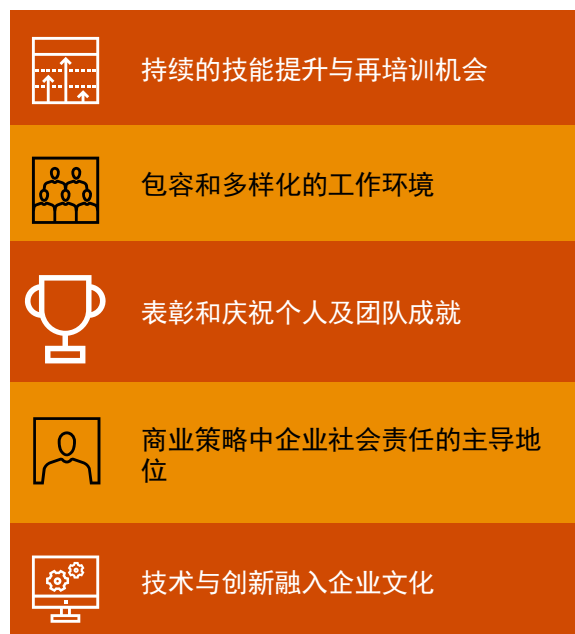 持续的技能提升与再培训机会
包容和多样化的工作环境
表彰和庆祝个人及团队成就
商业策略中企业社会责任的主导地
位
技术与创新融入企业文化